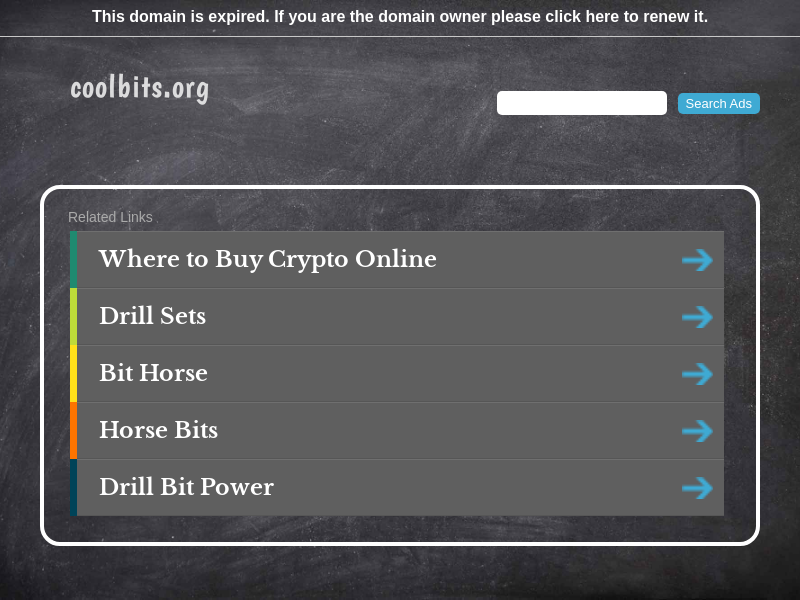 This domain is expired. If you are the domain owner please click here to renew it.
coolbits.org
Search Ads
Related Links
Where to Buy Crypto Online
Drill Sets
Bit Horse
Horse Bits
Drill Bit Power